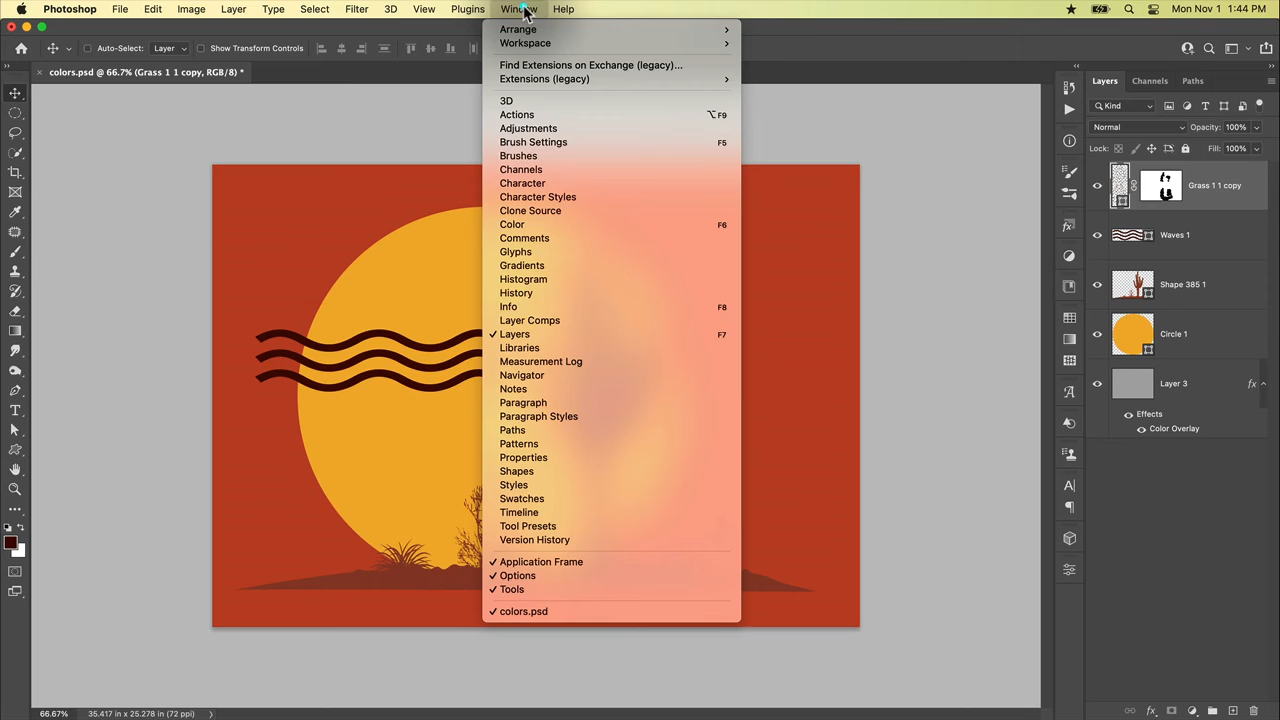 Photoshop File Edit Image Layer Type Select Filter 3D View Plugins Window Help Mon Nov 1 1:44 PM
Auto-Select: Layer Show Transform Controls
colors.psd @ 66.7% (Grass 1 1 copy, RGB/8) *
Arrange
Workspace
Find Extensions on Exchange (legacy)...
Extensions (legacy)
3D
Actions ⌥F9
Adjustments
Brush Settings F5
Brushes
Channels
Character
Character Styles
Clone Source
Color F6
Comments
Glyphs
Gradients
Histogram
History
Info F8
Layer Comps
Layers F7
Libraries
Measurement Log
Navigator
Notes
Paragraph
Paragraph Styles
Paths
Patterns
Properties
Shapes
Styles
Swatches
Timeline
Tool Presets
Version History
Application Frame
Options
Tools
colors.psd
Layers Channels Paths
Kind
Normal Opacity: 100%
Lock: Fill: 100%
Grass 1 1 copy
Waves 1
Shape 385 1
Circle 1
Layer 3 fx
Effects
Color Overlay
66.67% 35.417 in x 25.278 in (72 ppi)